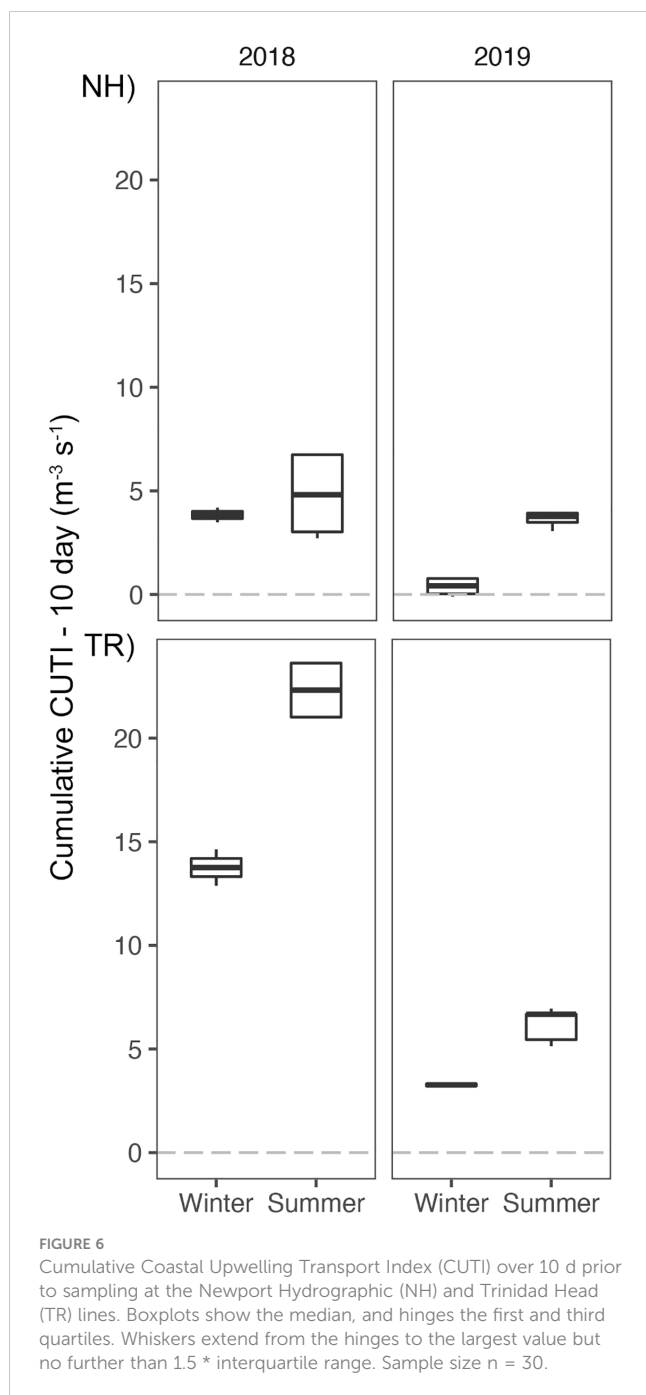 2018 2019
NH)
20
15
10
5
0
TR)
20
15
10
5
0
Cumulative CUTI - 10 day (m-3 s-1)
Winter Summer Winter Summer
FIGURE 6
Cumulative Coastal Upwelling Transport Index (CUTI) over 10 d prior
to sampling at the Newport Hydrographic (NH) and Trinidad Head
(TR) lines. Boxplots show the median, and hinges the first and third
quartiles. Whiskers extend from the hinges to the largest value but
no further than 1.5 * interquartile range. Sample size n = 30.